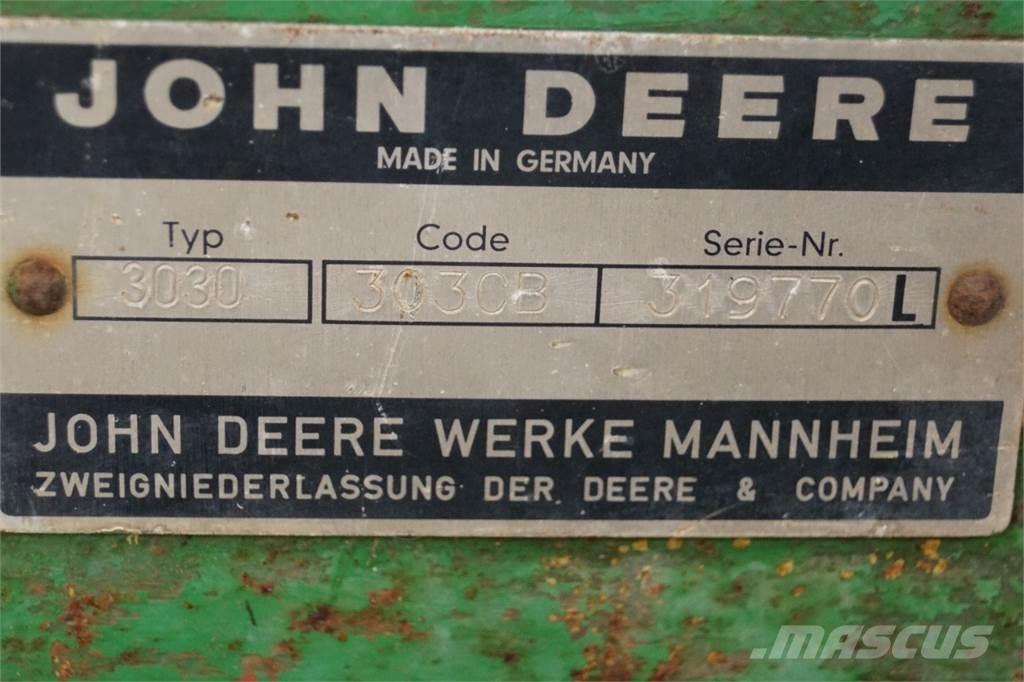 JOHN DEERE
MADE IN GERMANY
Typ Code Serie-Nr.
3030 3030CB 319770L
JOHN DEERE WERKE MANNHEIM
ZWEIGNIEDERLASSUNG DER DEERE & COMPANY
MASCUS